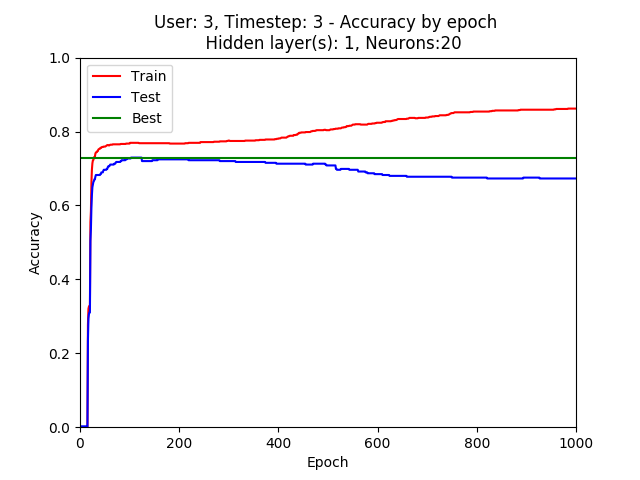 User: 3, Timestep: 3 - Accuracy by epoch
Hidden layer(s): 1, Neurons:20
1.0
Train
Test
Best
0.8
0.6
Accuracy
0.4
0.2
0.0
0 200 400 600 800 1000
Epoch